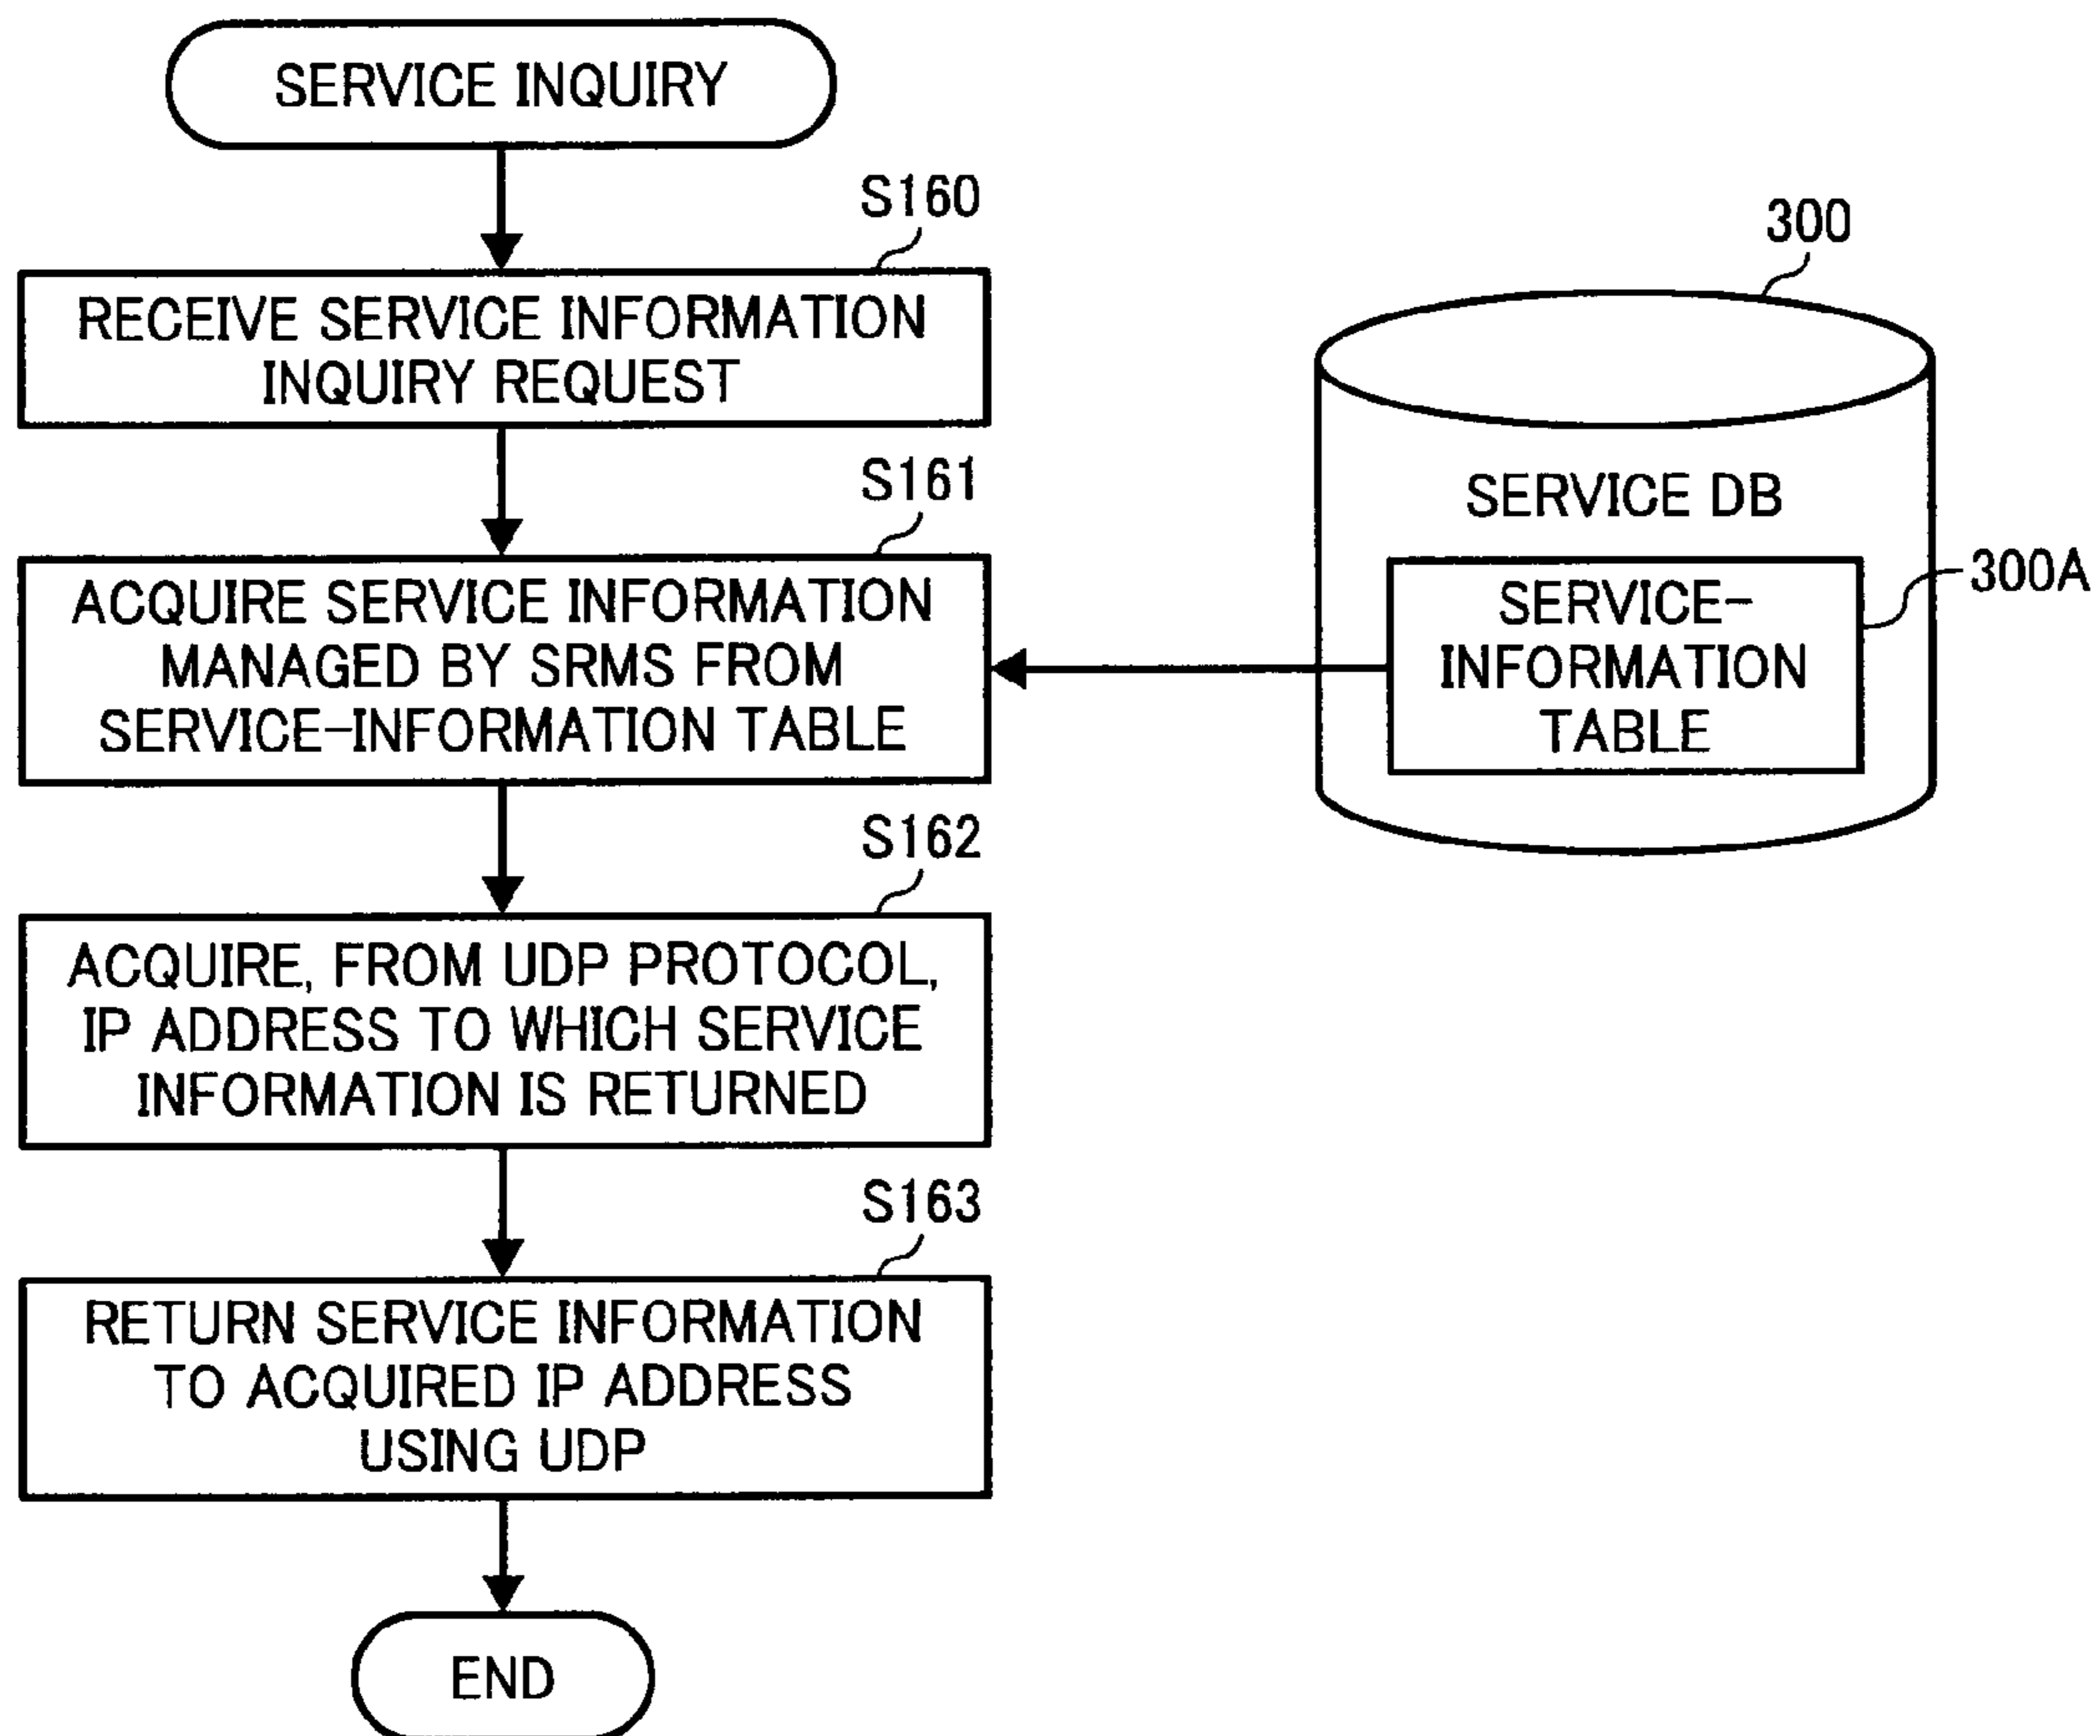 SERVICE INQUIRY
S160
RECEIVE SERVICE INFORMATION
INQUIRY REQUEST
S161
ACQUIRE SERVICE INFORMATION
MANAGED BY SRMS FROM
SERVICE-INFORMATION TABLE
300
SERVICE DB
300A
SERVICE-
INFORMATION
TABLE
S162
ACQUIRE, FROM UDP PROTOCOL,
IP ADDRESS TO WHICH SERVICE
INFORMATION IS RETURNED
S163
RETURN SERVICE INFORMATION
TO ACQUIRED IP ADDRESS
USING UDP
END